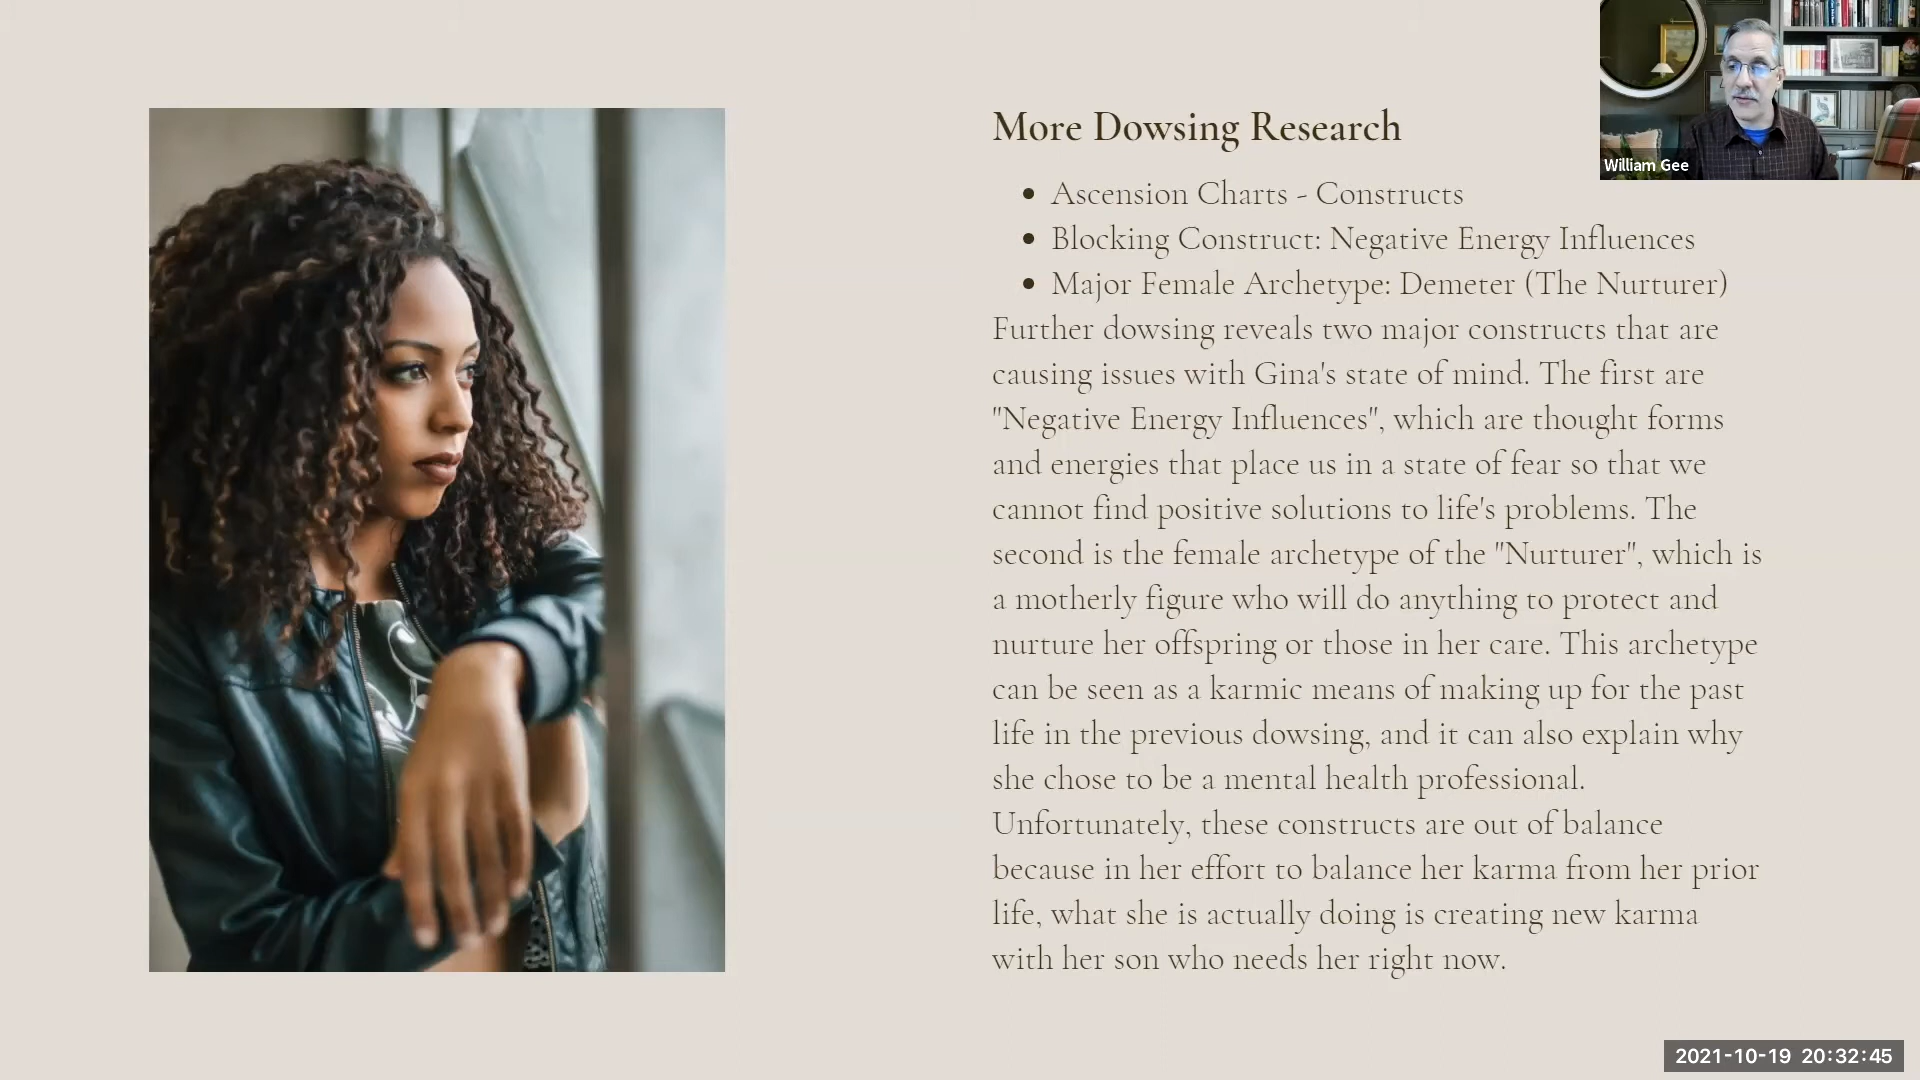 More Dowsing Research
• Ascension Charts - Constructs
• Blocking Construct: Negative Energy Influences
• Major Female Archetype: Demeter (The Nurturer)
Further dowsing reveals two major constructs that are
causing issues with Gina's state of mind. The first are
"Negative Energy Influences", which are thought forms
and energies that place us in a state of fear so that we
cannot find positive solutions to life's problems. The
second is the female archetype of the "Nurturer", which is
a motherly figure who will do anything to protect and
nurture her offspring or those in her care. This archetype
can be seen as a karmic means of making up for the past
life in the previous dowsing, and it can also explain why
she chose to be a mental health professional.
Unfortunately, these constructs are out of balance
because in her effort to balance her karma from her prior
life, what she is actually doing is creating new karma
with her son who needs her right now.
William Gee
2021-10-19 20:32:45